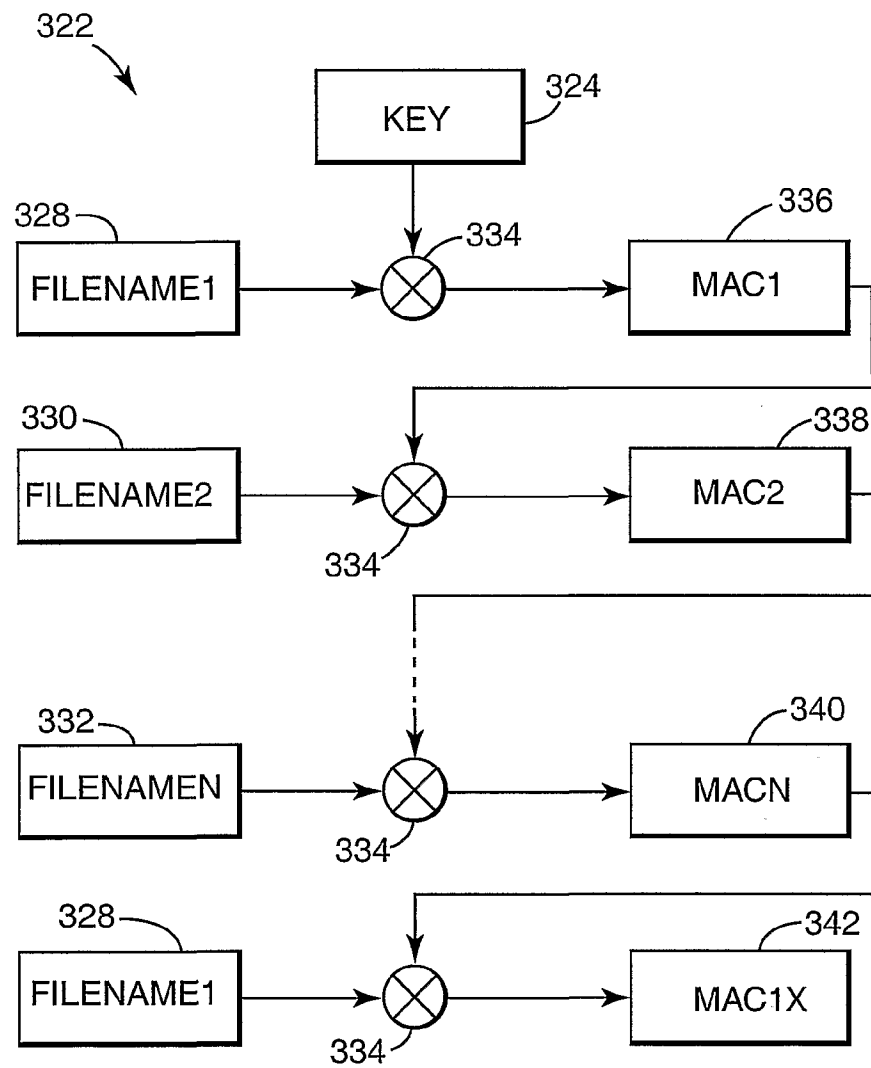 322
KEY
324
328
FILENAME1
334
336
MAC1
330
FILENAME2
334
338
MAC2
332
FILENAMEN
334
340
MACN
328
FILENAME1
334
342
MAC1X